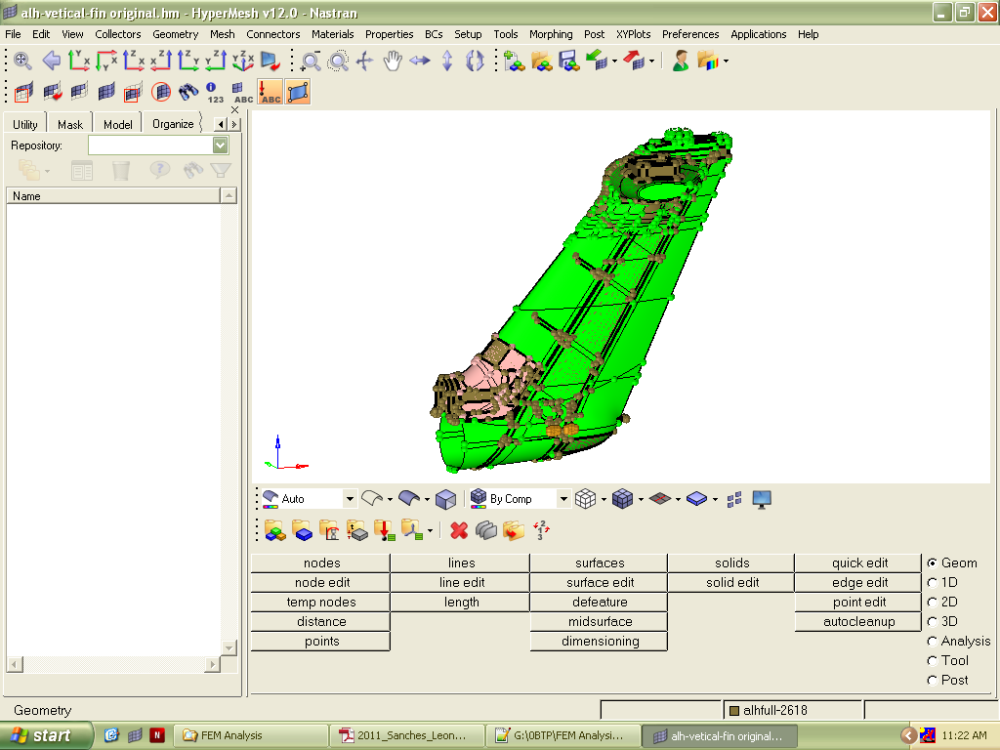 alh-vetical-fin original.hm - HyperMesh v12.0 - Nastran
File Edit View Collectors Geometry Mesh Connectors Materials Properties BCs Setup Tools Morphing Post XYPlots Preferences Applications Help
123 ABC ABC
Utility Mask Model Organize
Repository:
Name
Auto By Comp
nodes lines surfaces solids quick edit Geom
node edit line edit surface edit solid edit edge edit 1D
temp nodes length defeature point edit 2D
distance midsurface autocleanup 3D
points dimensioning Analysis
Tool
Post
Geometry alhfull-2618
start FEM Analysis 2011_Sanches_Leon... G:\0BTP\FEM Analysi... alh-vetical-fin original... 11:22 AM